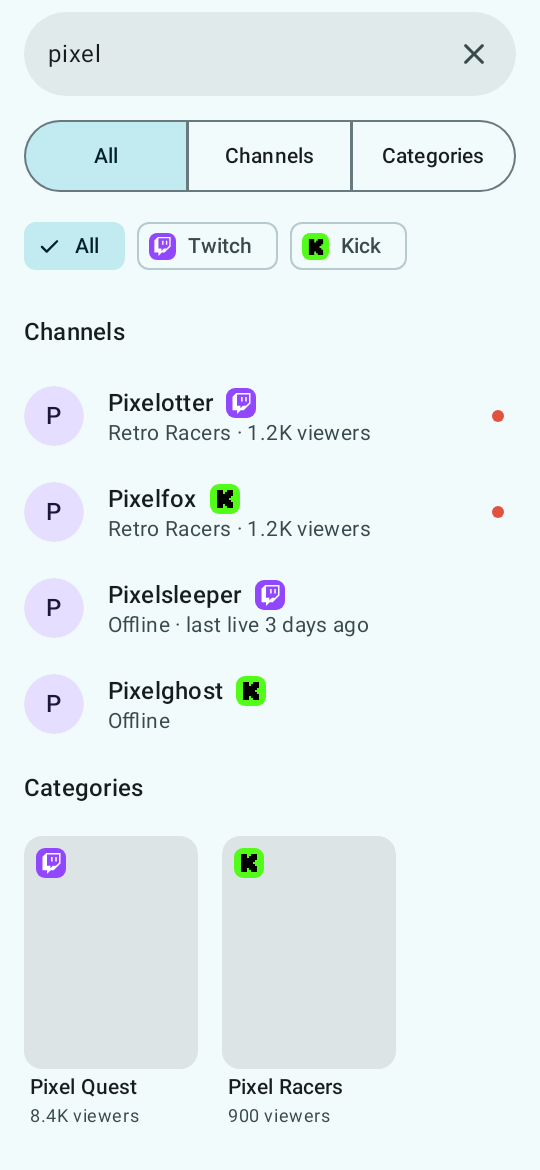 pixel
All
Channels
Categories
All
Twitch
Kick
Channels
P
Pixelotter
Retro Racers · 1.2K viewers
P
Pixelfox
Retro Racers · 1.2K viewers
P
Pixelsleeper
Offline · last live 3 days ago
P
Pixelghost
Offline
Categories
Pixel Quest
8.4K viewers
Pixel Racers
900 viewers